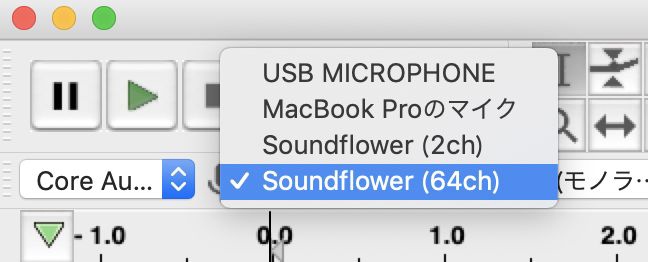 USB MICROPHONE
MacBook Proのマイク
Soundflower (2ch)
✓ Soundflower (64ch)
Core Au...
(モノラ…
- 1.0 0.0 1.0 2.0